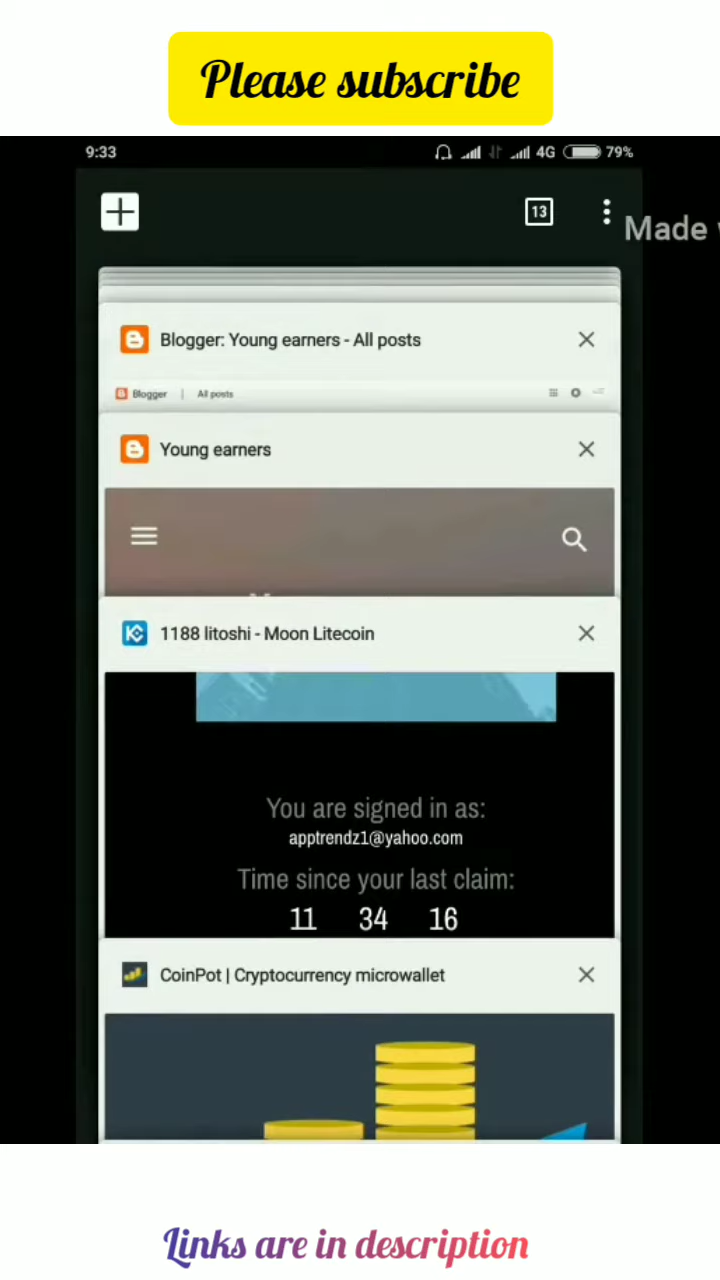 Please subscribe
9:33
4G 79%
13
Made
Blogger: Young earners - All posts
Blogger | All posts
Young earners
1188 litoshi - Moon Litecoin
You are signed in as:
apptrendz1@yahoo.com
Time since your last claim:
11 34 16
CoinPot | Cryptocurrency microwallet
Links are in description